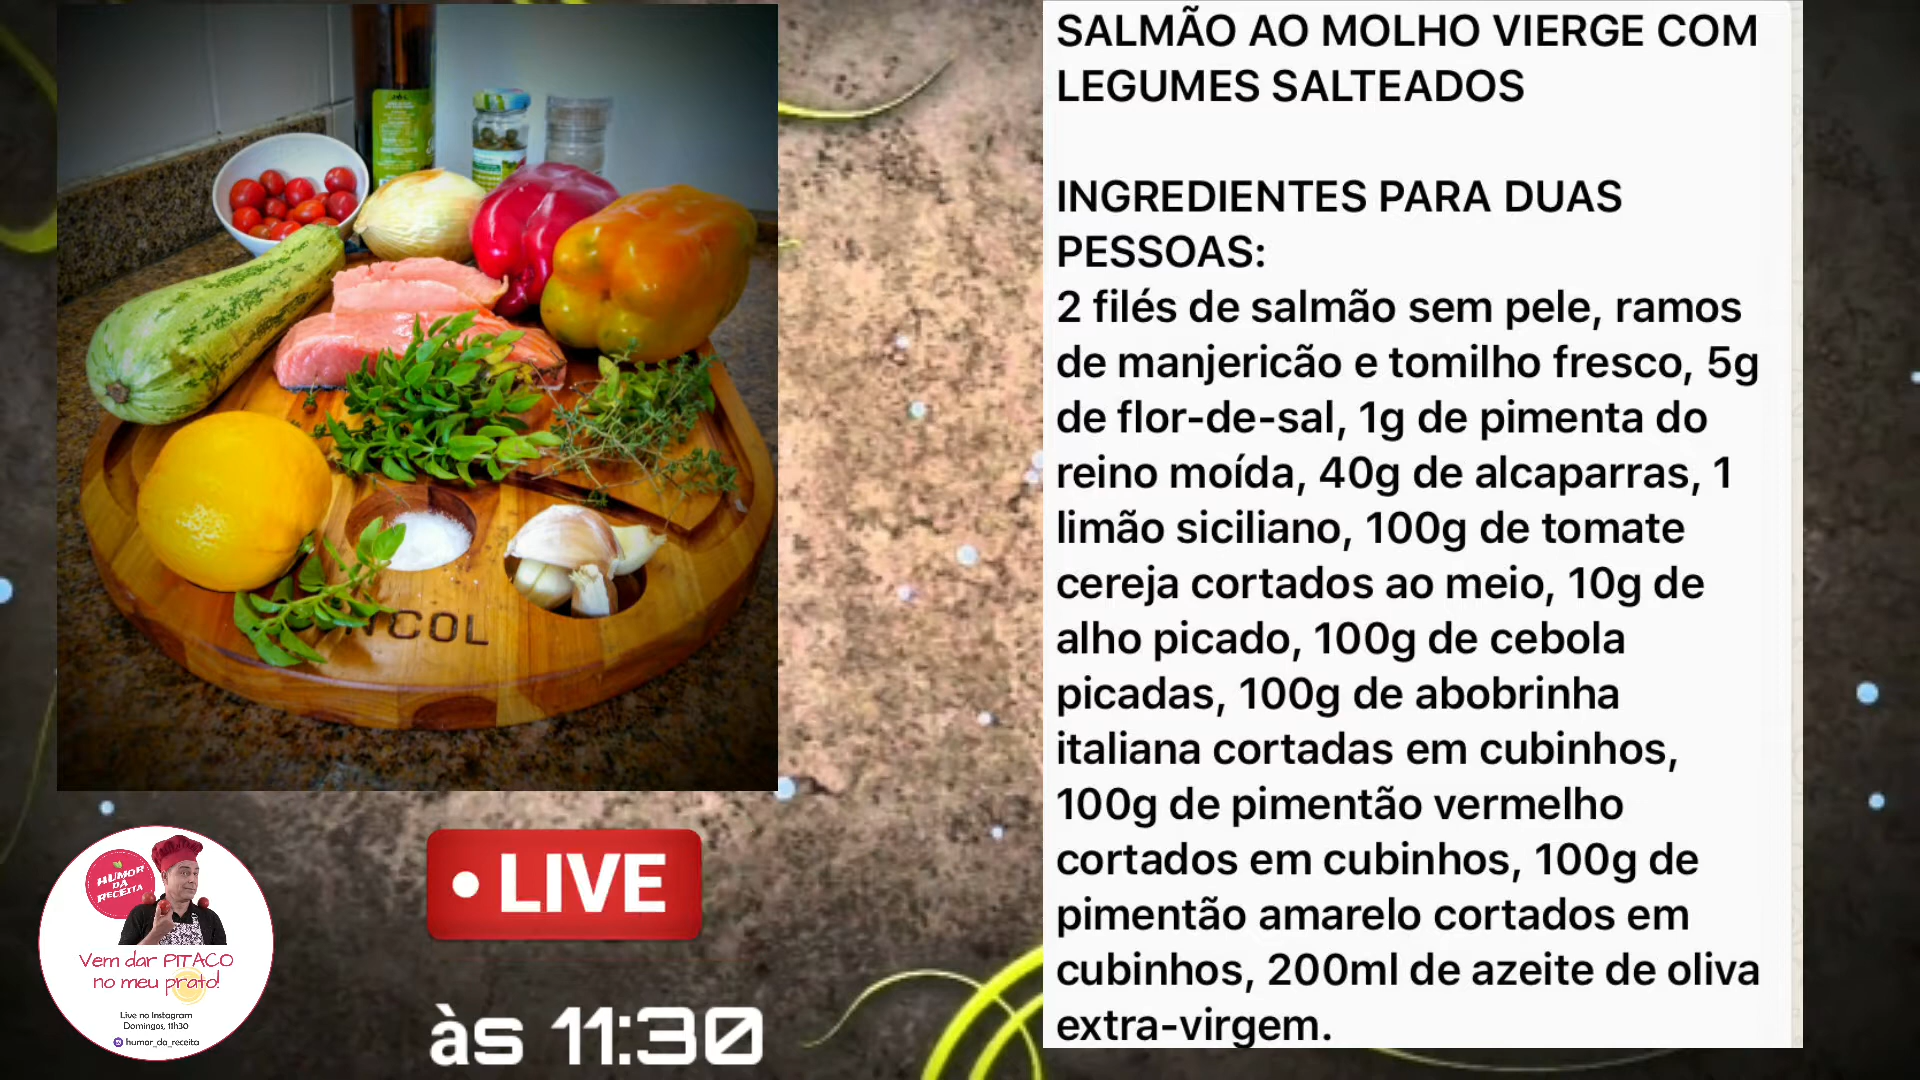 SALMÃO AO MOLHO VIERGE COM
LEGUMES SALTEADOS
INGREDIENTES PARA DUAS
PESSOAS:
2 filés de salmão sem pele, ramos
de manjericão e tomilho fresco, 5g
de flor-de-sal, 1g de pimenta do
reino moída, 40g de alcaparras, 1
limão siciliano, 100g de tomate
cereja cortados ao meio, 10g de
alho picado, 100g de cebola
picadas, 100g de abobrinha
italiana cortadas em cubinhos,
100g de pimentão vermelho
cortados em cubinhos, 100g de
pimentão amarelo cortados em
cubinhos, 200ml de azeite de oliva
extra-virgem.
LIVE
às 11:30
HUMOR
DA
RECEITA
Vem dar PITACO
no meu prato!
Live no Instagram
Domingos, 11h30
humor_da_receita